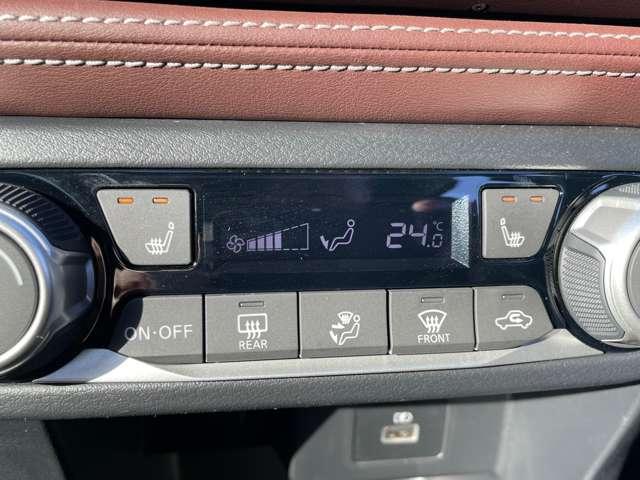 24.0 °C
ON·OFF
REAR
FRONT